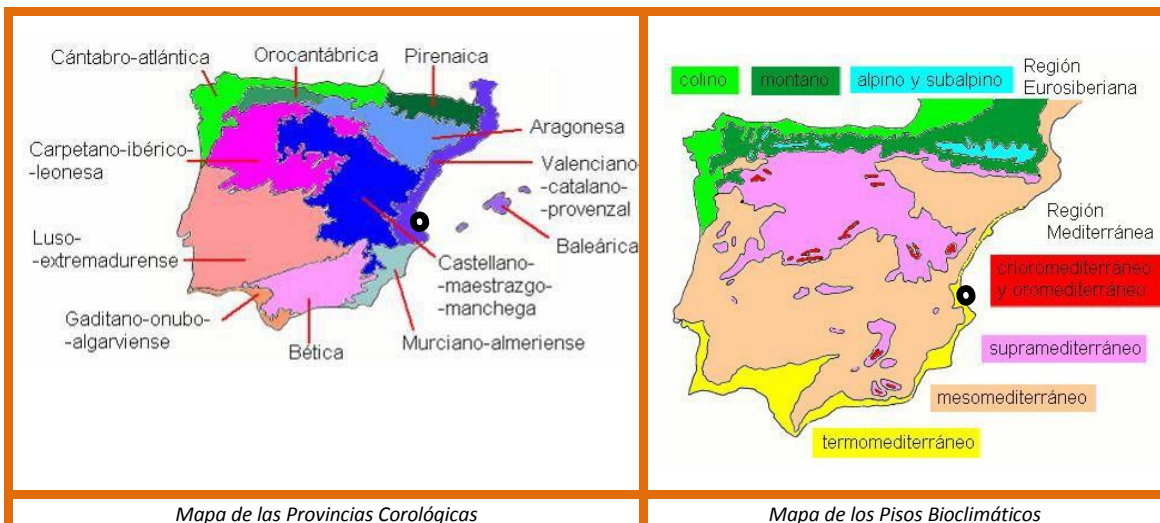 Cántabro-atlántica
Orocantábrica
Pirenaica
Carpetano-ibérico-
-leonesa
Luso-
-extremadurense
Gaditano-onubo-
-algarviense
Bética
Aragonesa
Valenciano-
-catalano-
-provenzal
Baleárica
Castellano-
-maestrazgo-
-manchega
Murciano-almeriense
Mapa de las Provincias Corológicas
colino
montano
alpino y subalpino
Región
Eurosiberiana
Región
Mediterránea
crioromediterráneo
y oromediterráneo
supramediterráneo
mesomediterráneo
termomediterráneo
Mapa de los Pisos Bioclimáticos